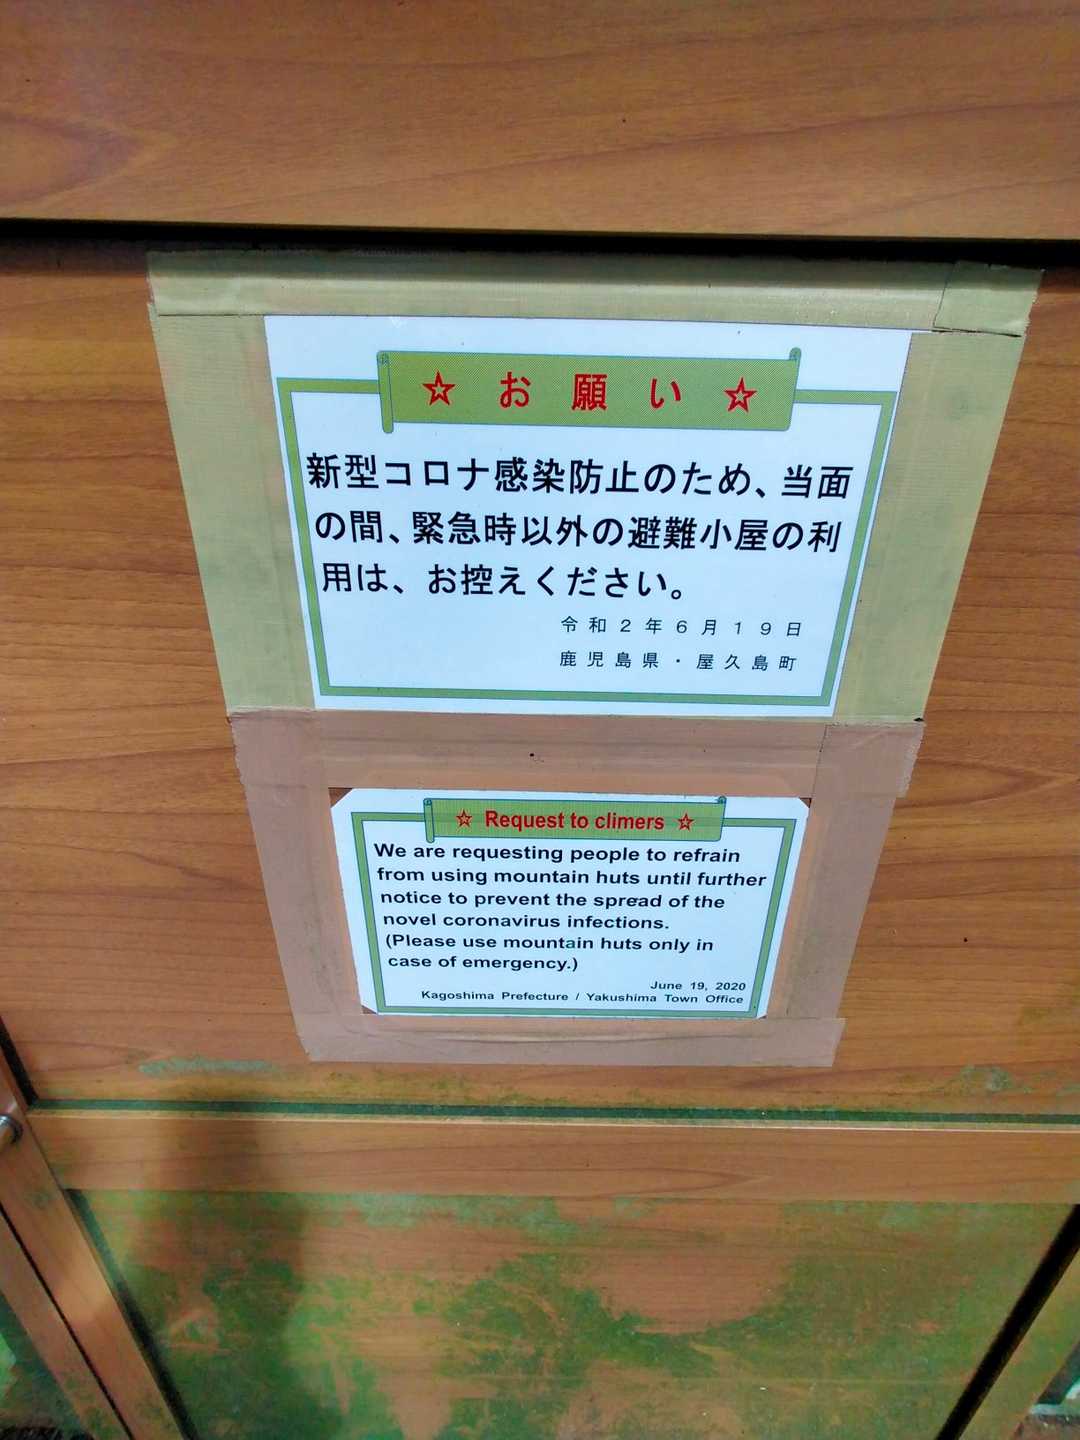 ☆ お願い ☆
新型コロナ感染防止のため、当面
の間、緊急時以外の避難小屋の利
用は、お控えください。
令和２年６月１９日
鹿児島県・屋久島町
☆ Request to climers ☆
We are requesting people to refrain
from using mountain huts until further
notice to prevent the spread of the
novel coronavirus infections.
(Please use mountain huts only in
case of emergency.)
June 19, 2020
Kagoshima Prefecture / Yakushima Town Office